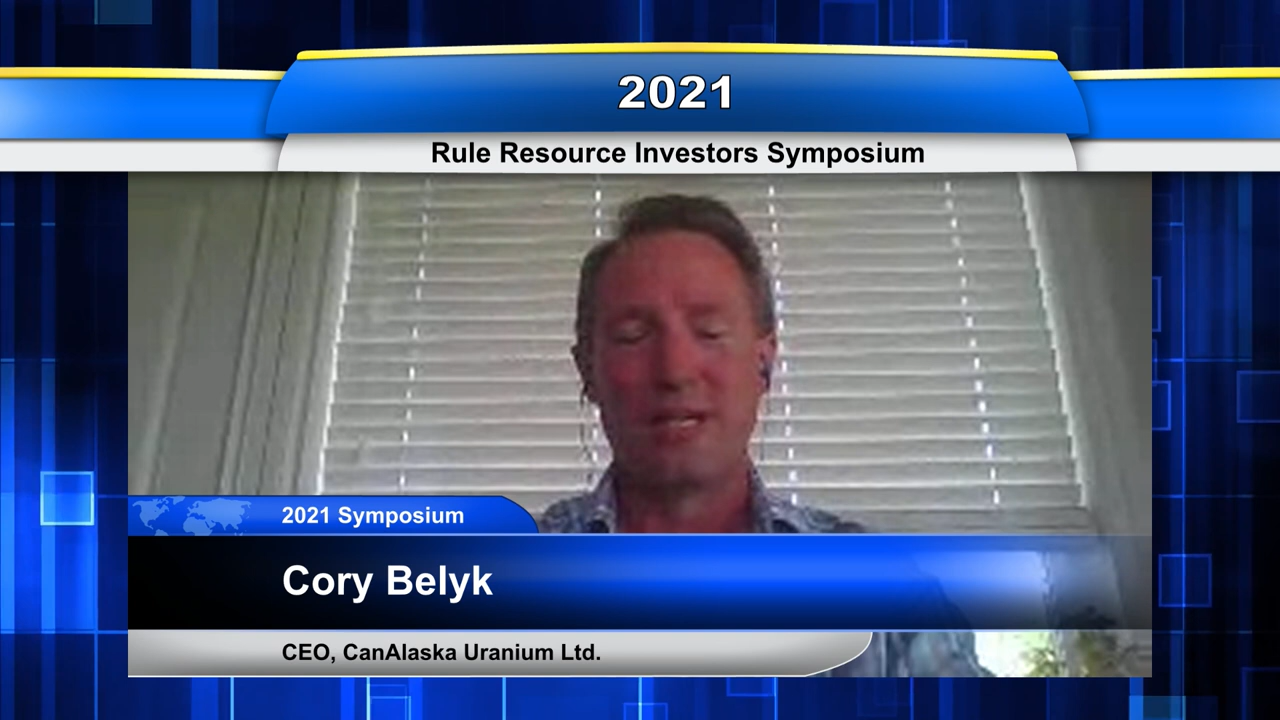 2021
Rule Resource Investors Symposium
2021 Symposium
Cory Belyk
CEO, CanAlaska Uranium Ltd.